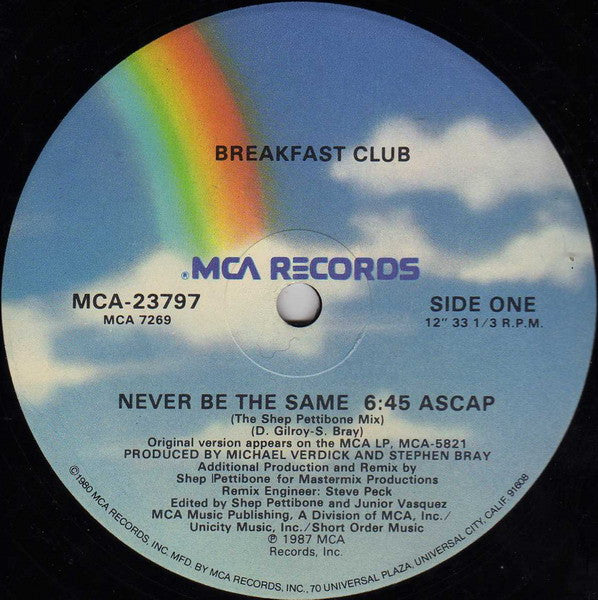 BREAKFAST CLUB
®MCA RECORDS
MCA-23797
MCA 7269
SIDE ONE
12" 33 1/3 R.P.M.
NEVER BE THE SAME 6:45 ASCAP
(The Shep Pettibone Mix)
(D. Gilroy-S. Bray)
Original version appears on the MCA LP, MCA-5821
PRODUCED BY MICHAEL VERDICK AND STEPHEN BRAY
Additional Production and Remix by
Shep Pettibone for Mastermix Productions
Remix Engineer: Steve Peck
Edited by Shep Pettibone and Junior Vasquez
MCA Music Publishing, A Division of MCA, Inc./
Unicity Music, Inc./Short Order Music
℗ 1987 MCA
Records, Inc.
©1980 MCA RECORDS, INC. MFD. BY MCA RECORDS, INC., 70 UNIVERSAL PLAZA, UNIVERSAL CITY, CALIF. 91608